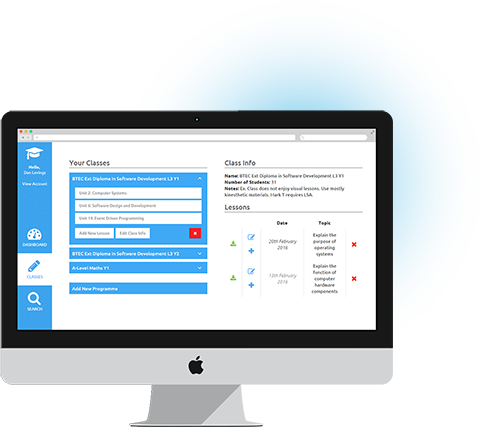 Hello,
Dan Levings
View Account
DASHBOARD
CLASSES
SEARCH
Your Classes
BTEC Ext Diploma in Software Development L3 Y1
Unit 2: Computer Systems
Unit 6: Software Design and Development
Unit 14: Event Driven Programming
Add New Lesson
Edit Class Info
BTEC Ext Diploma in Software Development L3 Y2
A-Level Maths Y1
Add New Programme
Class Info
Name: BTEC Ext Diploma in Software Development L3 Y1
Number of Students: 31
Notes: Ex. Class does not enjoy visual lessons. Use mostly
kinesthetic materials. Mark T requires LSA.
Lessons
Date Topic
20th February
2016
Explain the
purpose of
operating
systems
12th February
2016
Explain the
function of
computer
hardware
components